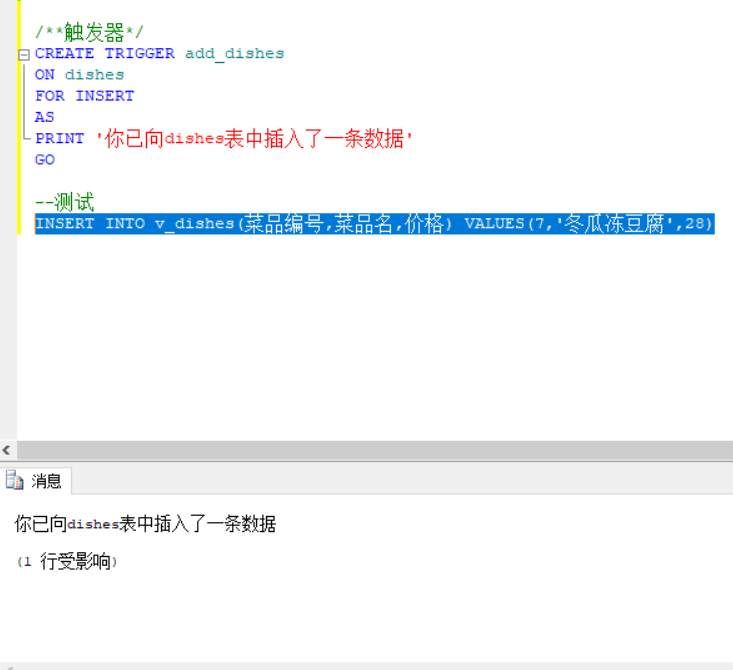 /**触发器*/
CREATE TRIGGER add_dishes
ON dishes
FOR INSERT
AS
PRINT '你已向dishes表中插入了一条数据'
GO
--测试
INSERT INTO v_dishes(菜品编号,菜品名,价格) VALUES(7,'冬瓜冻豆腐',28)
消息
你已向dishes表中插入了一条数据
(1 行受影响)